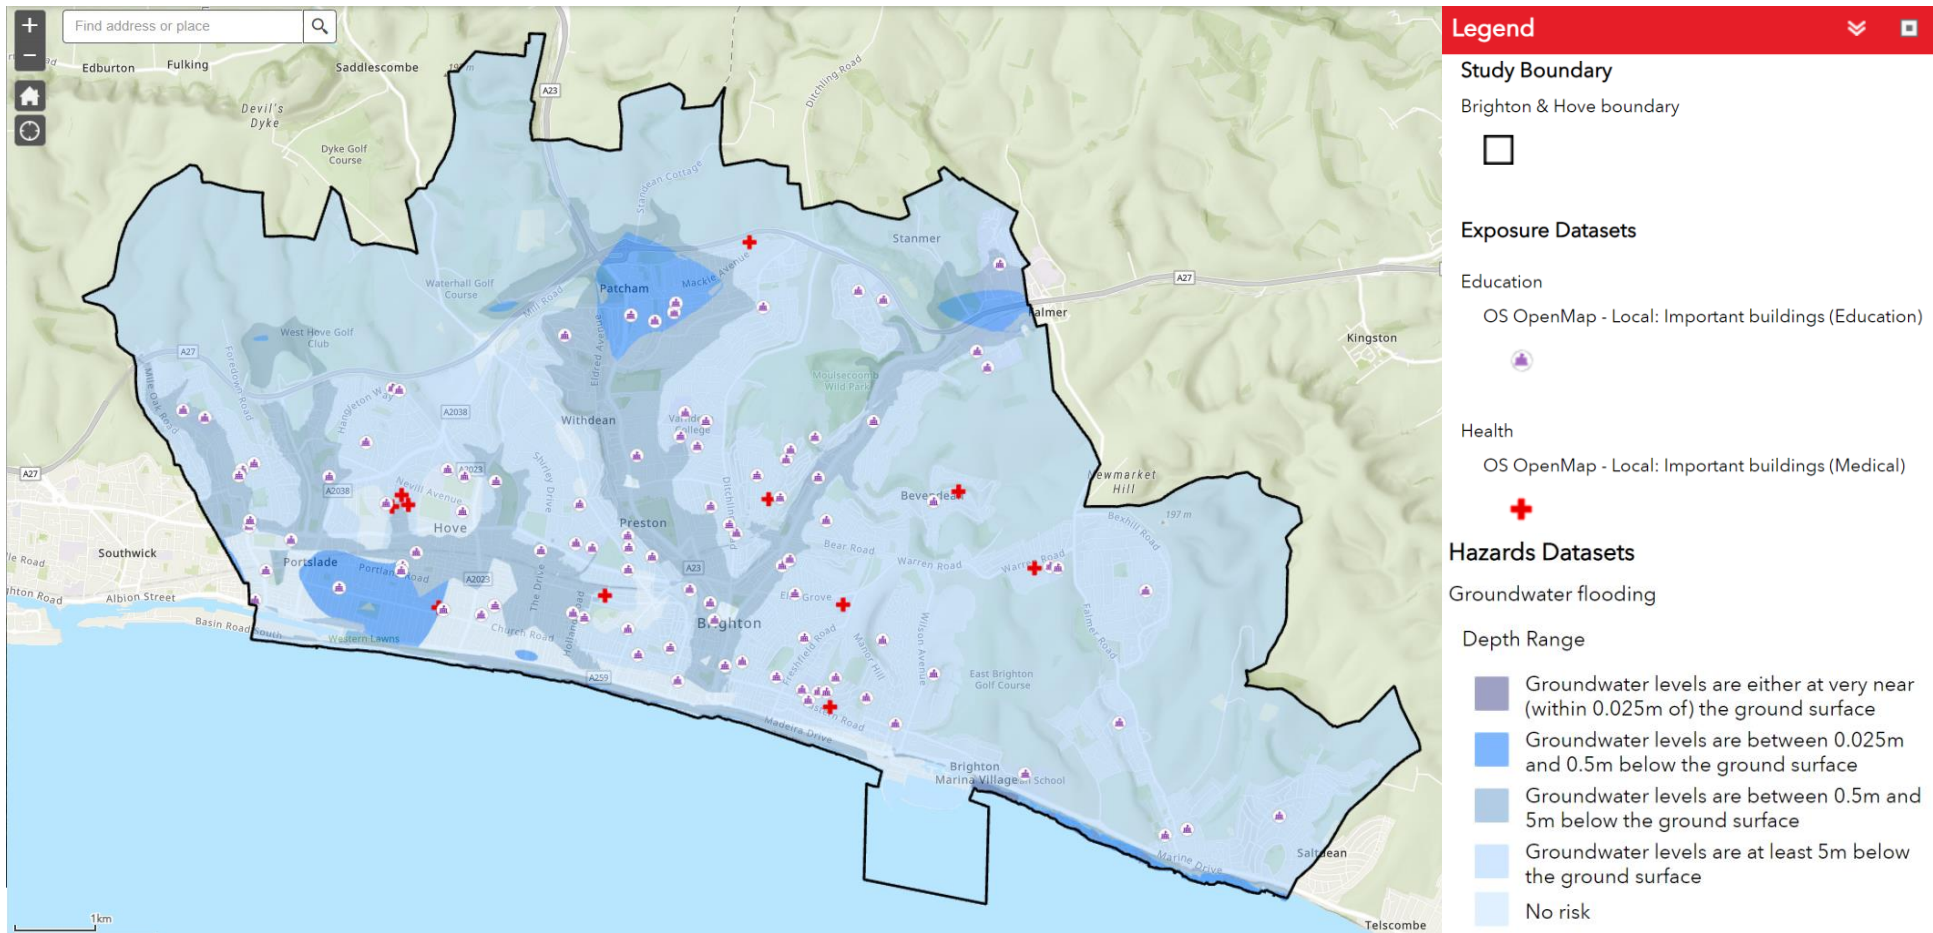 +
Find address or place
−
Edburton
Fulking
Saddlescombe
197 m
A23
Ditchling Road
Devil's
Dyke
Dyke Golf
Course
Standean Cottage
Stanmer
Waterhall Golf
Course
Mill Road
Patcham
Mackie Avenue
A27
Falmer
Kingston
West Hove Golf
Club
A27
Foredown Road
Mile Oak Road
Eldred Avenue
Moulsecoomb
Wild Park
Hangleton Way
A2038
Withdean
College
A27
A2023
Shirley Drive
A2038
Nevill Avenue
Ditchling Road
Bevendean
Newmarket
Hill
Hove
Preston
197 m
Bexhill Road
Southwick
Portslade
Portland Road
Bear Road
Warren Road
Warren Road
A2023
A23
The Drive
Elm Grove
Albion Street
Basin Road South
Western Lawns
Church Road
Holland Road
Brighton
Freshfield Road
Manor Hill
Wilson Avenue
Falmer Road
A259
East Brighton
Golf Course
Eastern Road
Madeira Drive
Brighton
Marina Village
School
Marine Drive
Saltdean
Telscombe
1km
Legend
Study Boundary
Brighton & Hove boundary
Exposure Datasets
Education
OS OpenMap - Local: Important buildings (Education)
Health
OS OpenMap - Local: Important buildings (Medical)
Hazards Datasets
Groundwater flooding
Depth Range
Groundwater levels are either at very near
(within 0.025m of) the ground surface
Groundwater levels are between 0.025m
and 0.5m below the ground surface
Groundwater levels are between 0.5m and
5m below the ground surface
Groundwater levels are at least 5m below
the ground surface
No risk